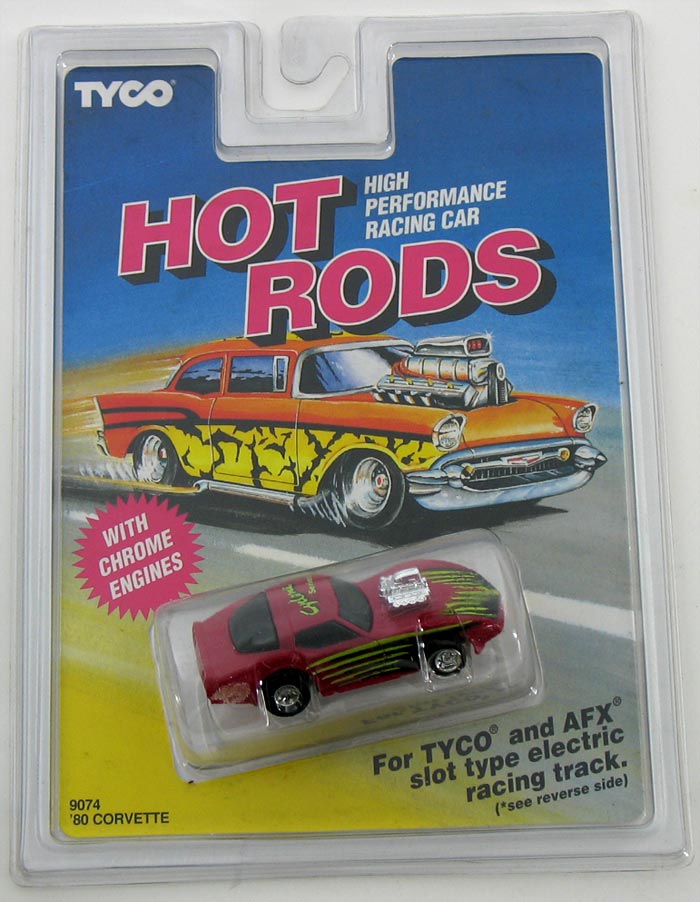 TYCO®
HOT
RODS
HIGH
PERFORMANCE
RACING CAR
WITH
CHROME
ENGINES
For TYCO® and AFX®
slot type electric
racing track.
(*see reverse side)
9074
'80 CORVETTE